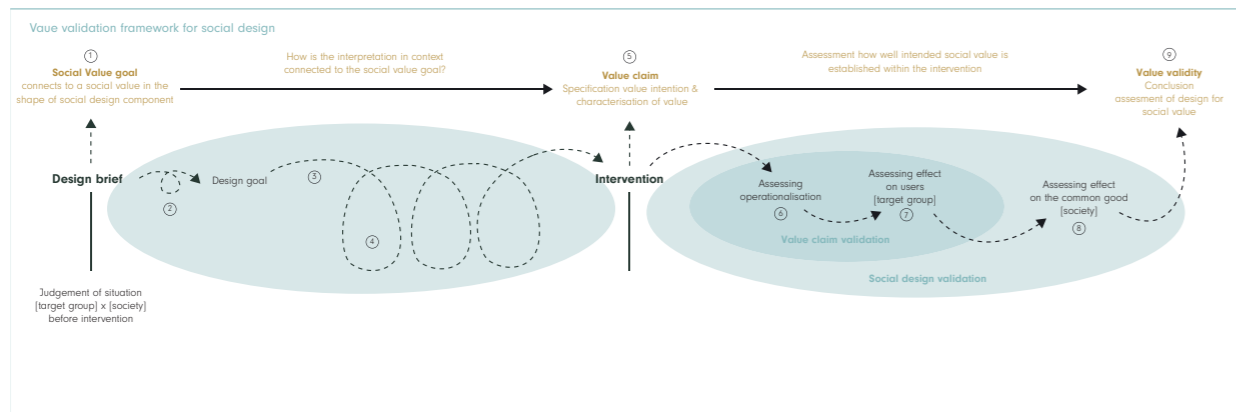 Vaue validation framework for social design
1
Social Value goal
connects to a social value in the
shape of social design component
How is the interpretation in context
connected to the social value goal?
5
Value claim
Specification value intention &
characterisation of value
Assessment how well intended social value is
established within the intervention
9
Value validity
Conclusion
assesment of design for
social value
Design brief
2
Design goal
3
4
Intervention
Assessing
operationalisation
6
Assessing effect
on users
[target group]
7
Assessing effect
on the common good
[society]
8
Value claim validation
Social design validation
Judgement of situation
[target group] x [society]
before intervention